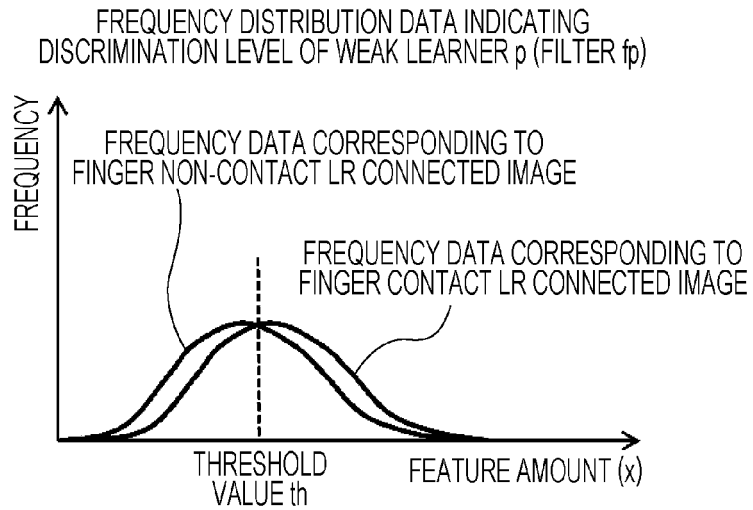 FREQUENCY DISTRIBUTION DATA INDICATING
DISCRIMINATION LEVEL OF WEAK LEARNER p (FILTER fp)
FREQUENCY
FREQUENCY DATA CORRESPONDING TO
FINGER NON-CONTACT LR CONNECTED IMAGE
FREQUENCY DATA CORRESPONDING TO
FINGER CONTACT LR CONNECTED IMAGE
THRESHOLD
VALUE th
FEATURE AMOUNT (x)